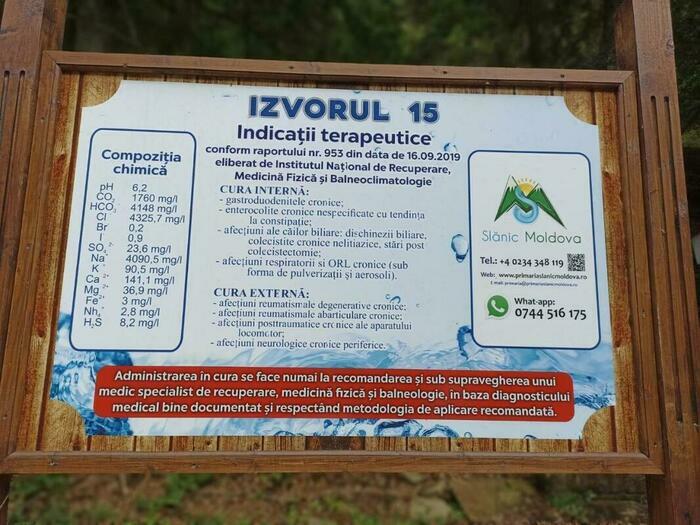 IZVORUL 15
Indicații terapeutice
conform raportului nr. 953 din data de 16.09.2019
eliberat de Institutul Național de Recuperare,
Medicină Fizică și Balneoclimatologie
Compoziția
chimică
pH 6,2
CO₂ 1760 mg/l
HCO₃⁻ 4148 mg/l
Cl⁻ 4325,7 mg/l
Br⁻ 0,2
I⁻ 0,9
SO₄²⁻ 23,6 mg/l
Na⁺ 4090,5 mg/l
K⁺ 90,5 mg/l
Ca²⁺ 141,1 mg/l
Mg²⁺ 36,9 mg/l
Fe²⁺ 3 mg/l
Nh₄⁺ 2,8 mg/l
H₂S 8,2 mg/l
CURA INTERNĂ:
- gastroduodenitele cronice;
- enterocolite cronice nespecificate cu tendința
la constipație;
- afecțiuni ale căilor biliare: dischinezii biliare,
colecistite cronice nelitiazice, stări post
colecistectomie;
- afecțiuni respiratorii si ORL cronice (sub
forma de pulverizații și aerosoli).
CURA EXTERNĂ:
- afecțiuni reumatismale degenerative cronice;
- afecțiuni reumatismale abarticulare cronice;
- afecțiuni posttraumatice cronice ale aparatului
locomotor;
- afecțiuni neurologice cronice periferice.
Slănic Moldova
Tel.: +4 0234 348 119
Web: www.primariaslanicmoldova.ro
E mail: primaria@primariaslanicmoldova.ro
What-app:
0744 516 175
Administrarea în cura se face numai la recomandarea și sub supravegherea unui
medic specialist de recuperare, medicină fizică și balneologie, in baza diagnosticului
medical bine documentat și respectând metodologia de aplicare recomandată.